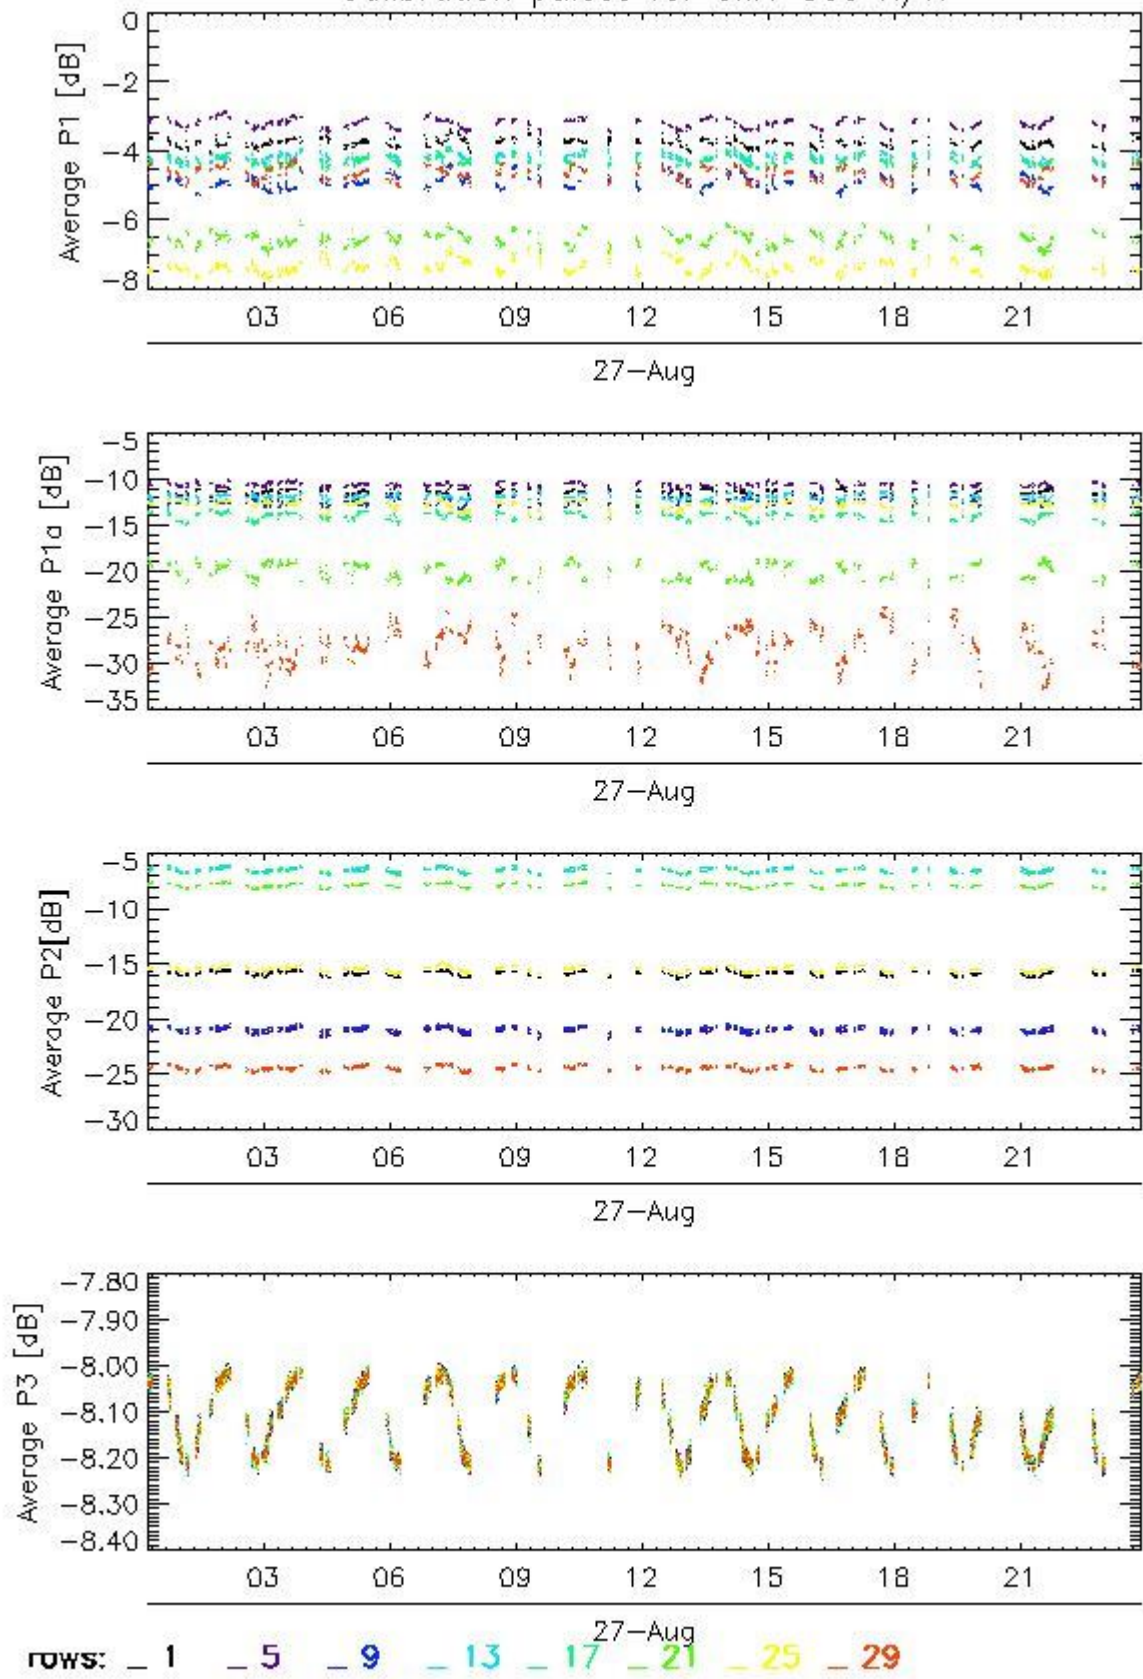 0
−2
−4
−6
−8
Average P1 [dB]
03 06 09 12 15 18 21
27−Aug
−5
−10
−15
−20
−25
−30
−35
Average P1a [dB]
03 06 09 12 15 18 21
27−Aug
−5
−10
−15
−20
−25
−30
Average P2[dB]
03 06 09 12 15 18 21
27−Aug
−7.80
−7.90
−8.00
−8.10
−8.20
−8.30
−8.40
Average P3 [dB]
03 06 09 12 15 18 21
27−Aug
rows: _ 1 _ 5 _ 9 _ 13 _ 17 _ 21 _ 25 _ 29